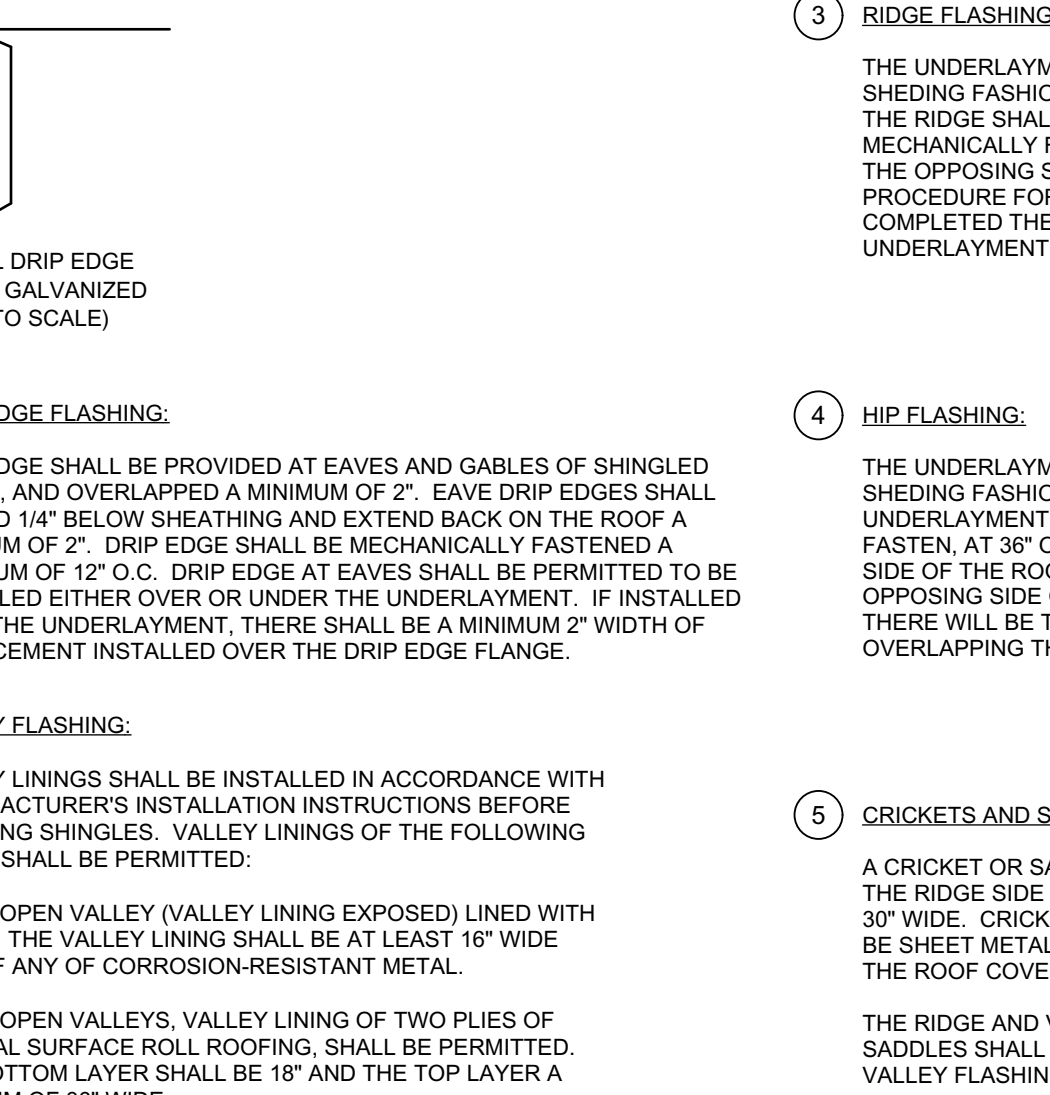 L DRIP EDGE
GALVANIZED
TO SCALE)
DGE FLASHING:
DGE SHALL BE PROVIDED AT EAVES AND GABLES OF SHINGLED
, AND OVERLAPPED A MINIMUM OF 2". EAVE DRIP EDGES SHALL
D 1/4" BELOW SHEATHING AND EXTEND BACK ON THE ROOF A
UM OF 2". DRIP EDGE SHALL BE MECHANICALLY FASTENED A
UM OF 12" O.C. DRIP EDGE AT EAVES SHALL BE PERMITTED TO BE
LED EITHER OVER OR UNDER THE UNDERLAYMENT. IF INSTALLED
THE UNDERLAYMENT, THERE SHALL BE A MINIMUM 2" WIDTH OF
CEMENT INSTALLED OVER THE DRIP EDGE FLANGE.
Y FLASHING:
Y LININGS SHALL BE INSTALLED IN ACCORDANCE WITH
ACTURER'S INSTALLATION INSTRUCTIONS BEFORE
NG SHINGLES. VALLEY LININGS OF THE FOLLOWING
SHALL BE PERMITTED:
OPEN VALLEY (VALLEY LINING EXPOSED) LINED WITH
THE VALLEY LINING SHALL BE AT LEAST 16" WIDE
F ANY OF CORROSION-RESISTANT METAL.
OPEN VALLEYS, VALLEY LINING OF TWO PLIES OF
AL SURFACE ROLL ROOFING, SHALL BE PERMITTED.
OTTOM LAYER SHALL BE 18" AND THE TOP LAYER A
3 RIDGE FLASHING
THE UNDERLAYM
SHEDING FASHIO
THE RIDGE SHAL
MECHANICALLY F
THE OPPOSING S
PROCEDURE FOR
COMPLETED THE
UNDERLAYMENT
4 HIP FLASHING:
THE UNDERLAYM
SHEDING FASHIO
UNDERLAYMENT
FASTEN, AT 36" O
SIDE OF THE ROO
OPPOSING SIDE
THERE WILL BE T
OVERLAPPING TH
5 CRICKETS AND S
A CRICKET OR SA
THE RIDGE SIDE
30" WIDE. CRICK
BE SHEET METAL
THE ROOF COVE
THE RIDGE AND V
SADDLES SHALL
VALLEY FLASHIN